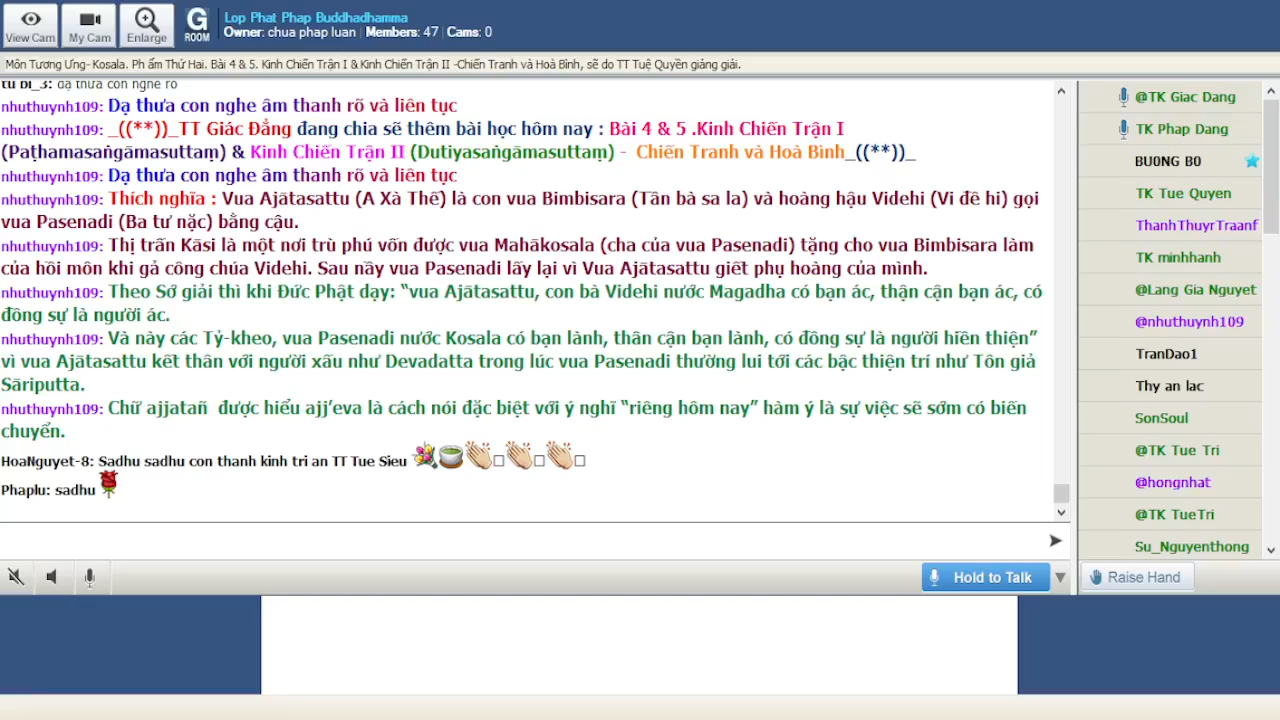 View Cam
My Cam
Enlarge
G
ROOM
Lop Phat Phap Buddhadhamma
Owner: chua phap luan | Members: 47 | Cams: 0
Môn Tương Ưng- Kosala. Ph ẩm Thứ Hai. Bài 4 & 5. Kinh Chiến Trận I & Kinh Chiến Trận II -Chiến Tranh và Hoà Bình, sẽ do TT Tuệ Quyền giảng giải.
tu bi_3: dạ thưa con nghe rõ
nhuthuynh109: Dạ thưa con nghe âm thanh rõ và liên tục
nhuthuynh109: _((**))_TT Giác Đẳng đang chia sẽ thêm bài học hôm nay : Bài 4 & 5 .Kinh Chiến Trận I
(Paṭhamasaṅgāmasuttaṃ) & Kinh Chiến Trận II (Dutiyasaṅgāmasuttaṃ) - Chiến Tranh và Hoà Bình_((**))_
nhuthuynh109: Dạ thưa con nghe âm thanh rõ và liên tục
nhuthuynh109: Thích nghĩa : Vua Ajātasattu (A Xà Thế) là con vua Bimbisara (Tần bà sa la) và hoàng hậu Videhi (Vi đề hi) gọi
vua Pasenadi (Ba tư nặc) bằng cậu.
nhuthuynh109: Thị trấn Kāsi là một nơi trù phú vốn được vua Mahākosala (cha của vua Pasenadi) tặng cho vua Bimbisara làm
của hồi môn khi gả công chúa Videhi. Sau nầy vua Pasenadi lấy lại vì Vua Ajātasattu giết phụ hoàng của mình.
nhuthuynh109: Theo Sớ giải thì khi Đức Phật dạy: “vua Ajātasattu, con bà Videhi nước Magadha có bạn ác, thận cận bạn ác, có
đồng sự là người ác.
nhuthuynh109: Và này các Tỷ-kheo, vua Pasenadi nước Kosala có bạn lành, thân cận bạn lành, có đồng sự là người hiền thiện”
vì vua Ajātasattu kết thân với người xấu như Devadatta trong lúc vua Pasenadi thường lui tới các bậc thiện trí như Tôn giả
Sāriputta.
nhuthuynh109: Chữ ajjatañ được hiểu ajj’eva là cách nói đặc biệt với ý nghĩ “riêng hôm nay” hàm ý là sự việc sẽ sớm có biến
chuyển.
HoaNguyet-8: Sadhu sadhu con thanh kinh tri an TT Tue Sieu
Phaplu: sadhu
@TK Giac Dang
TK Phap Dang
BU0NG B0
TK Tue Quyen
ThanhThuyrTraanf
TK minhhanh
@Lang Gia Nguyet
@nhuthuynh109
TranDao1
Thy an lac
SonSoul
@TK Tue Tri
@hongnhat
@TK TueTri
Su_Nguyenthong
Hold to Talk
Raise Hand